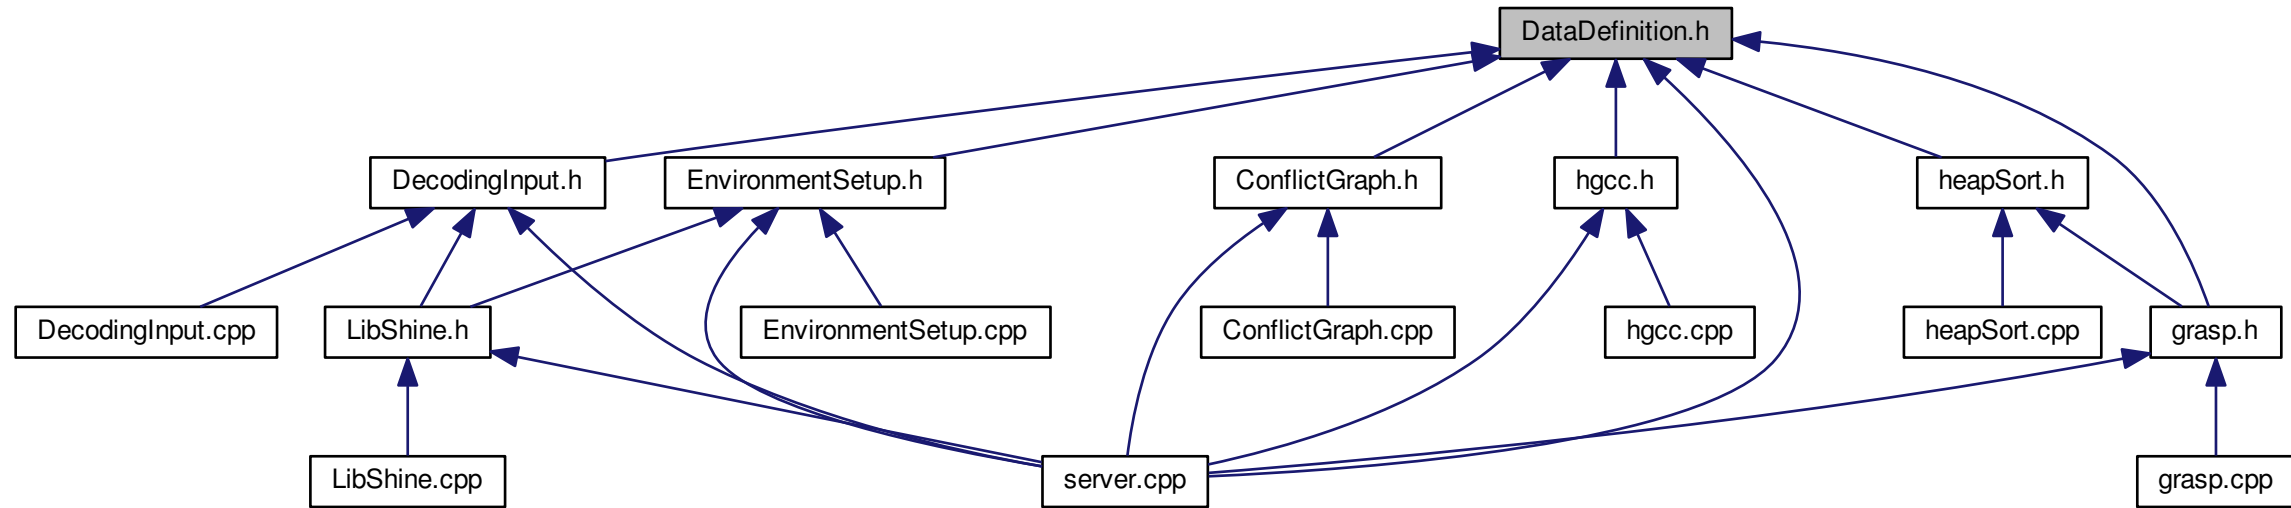 DataDefinition.h
DecodingInput.h
EnvironmentSetup.h
ConflictGraph.h
hgcc.h
heapSort.h
DecodingInput.cpp
LibShine.h
EnvironmentSetup.cpp
ConflictGraph.cpp
hgcc.cpp
heapSort.cpp
grasp.h
LibShine.cpp
server.cpp
grasp.cpp